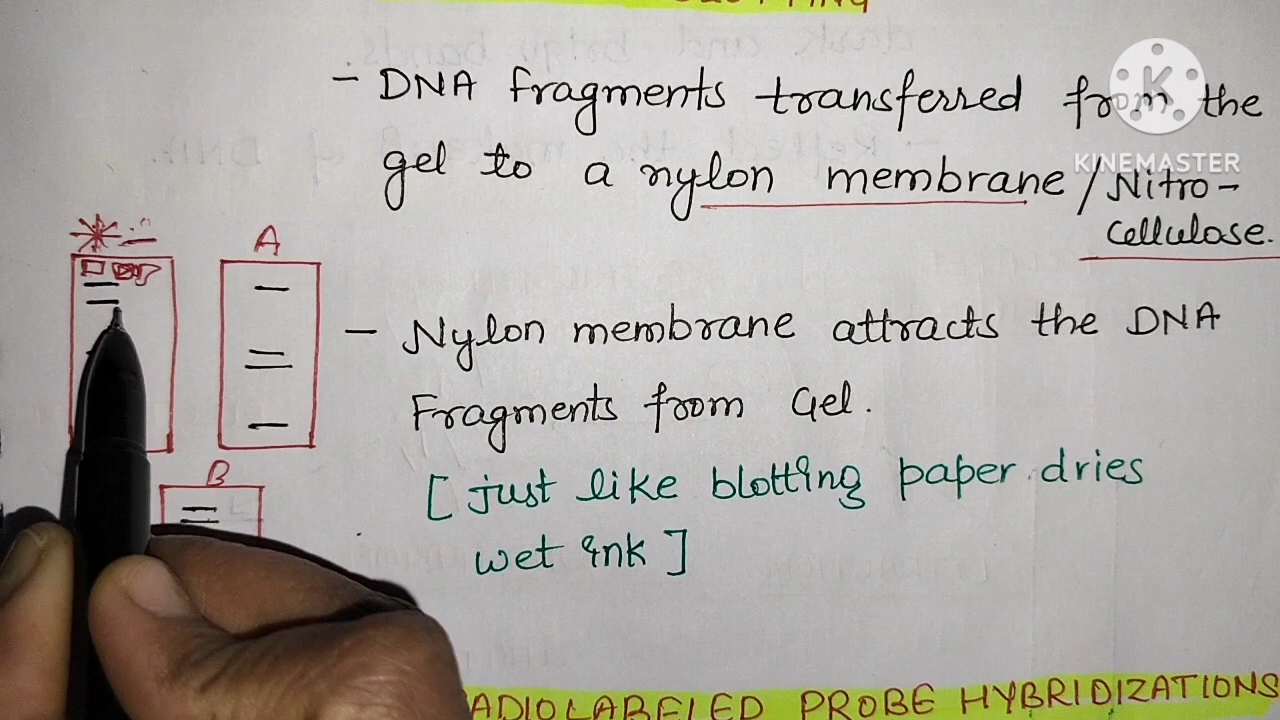 - DNA fragments transferred from the
gel to a nylon membrane / Nitro-
cellulose.
A
- Nylon membrane attracts the DNA
Fragments from Gel.
B
[ just like blotting paper dries
wet ink ]
RADIOLABELED PROBE HYBRIDIZATIONS
K
KINEMASTER